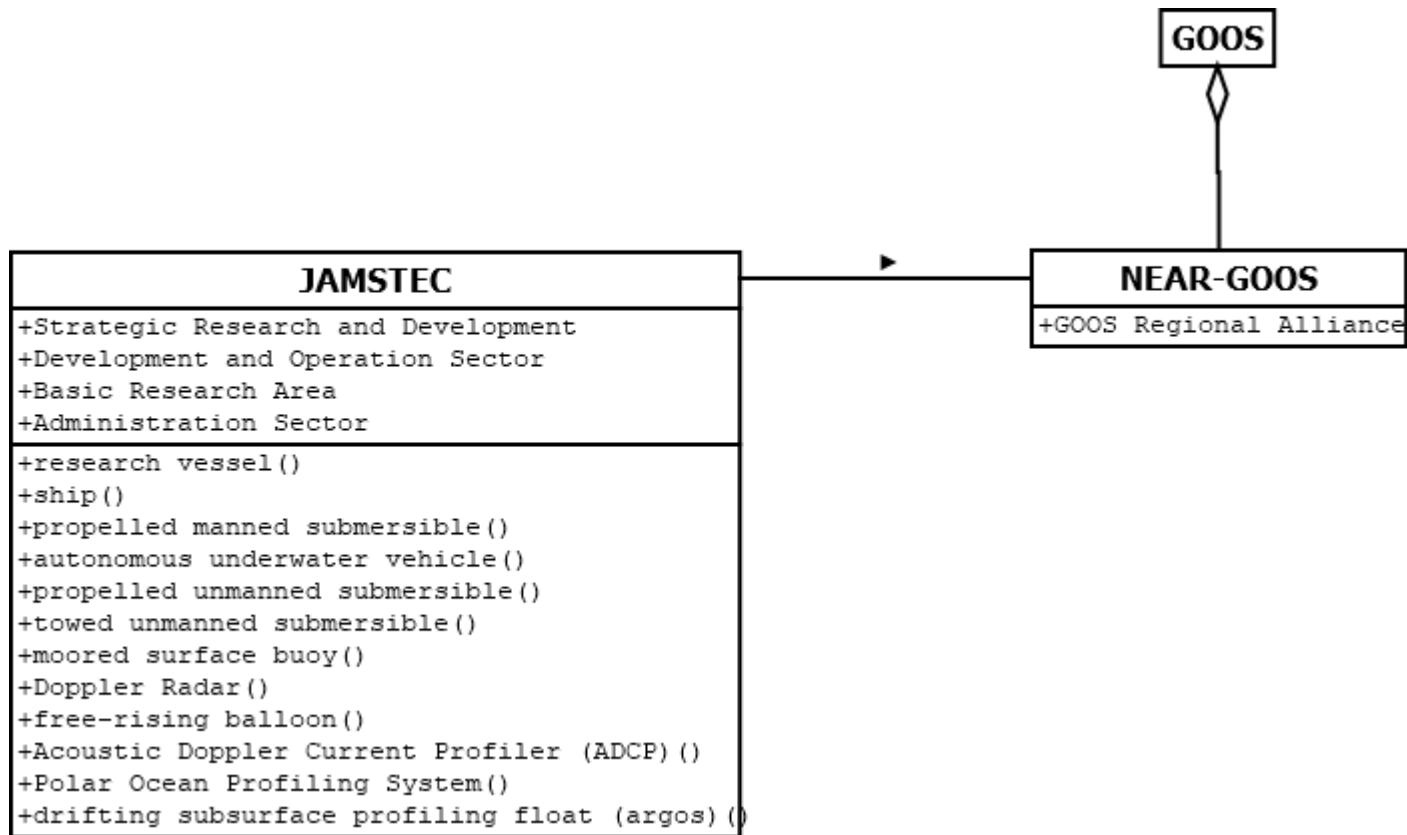 GOOS
JAMSTEC
+Strategic Research and Development
+Development and Operation Sector
+Basic Research Area
+Administration Sector
+research vessel()
+ship()
+propelled manned submersible()
+autonomous underwater vehicle()
+propelled unmanned submersible()
+towed unmanned submersible()
+moored surface buoy()
+Doppler Radar()
+free-rising balloon()
+Acoustic Doppler Current Profiler (ADCP)()
+Polar Ocean Profiling System()
+drifting subsurface profiling float (argos)()
NEAR-GOOS
+GOOS Regional Alliance